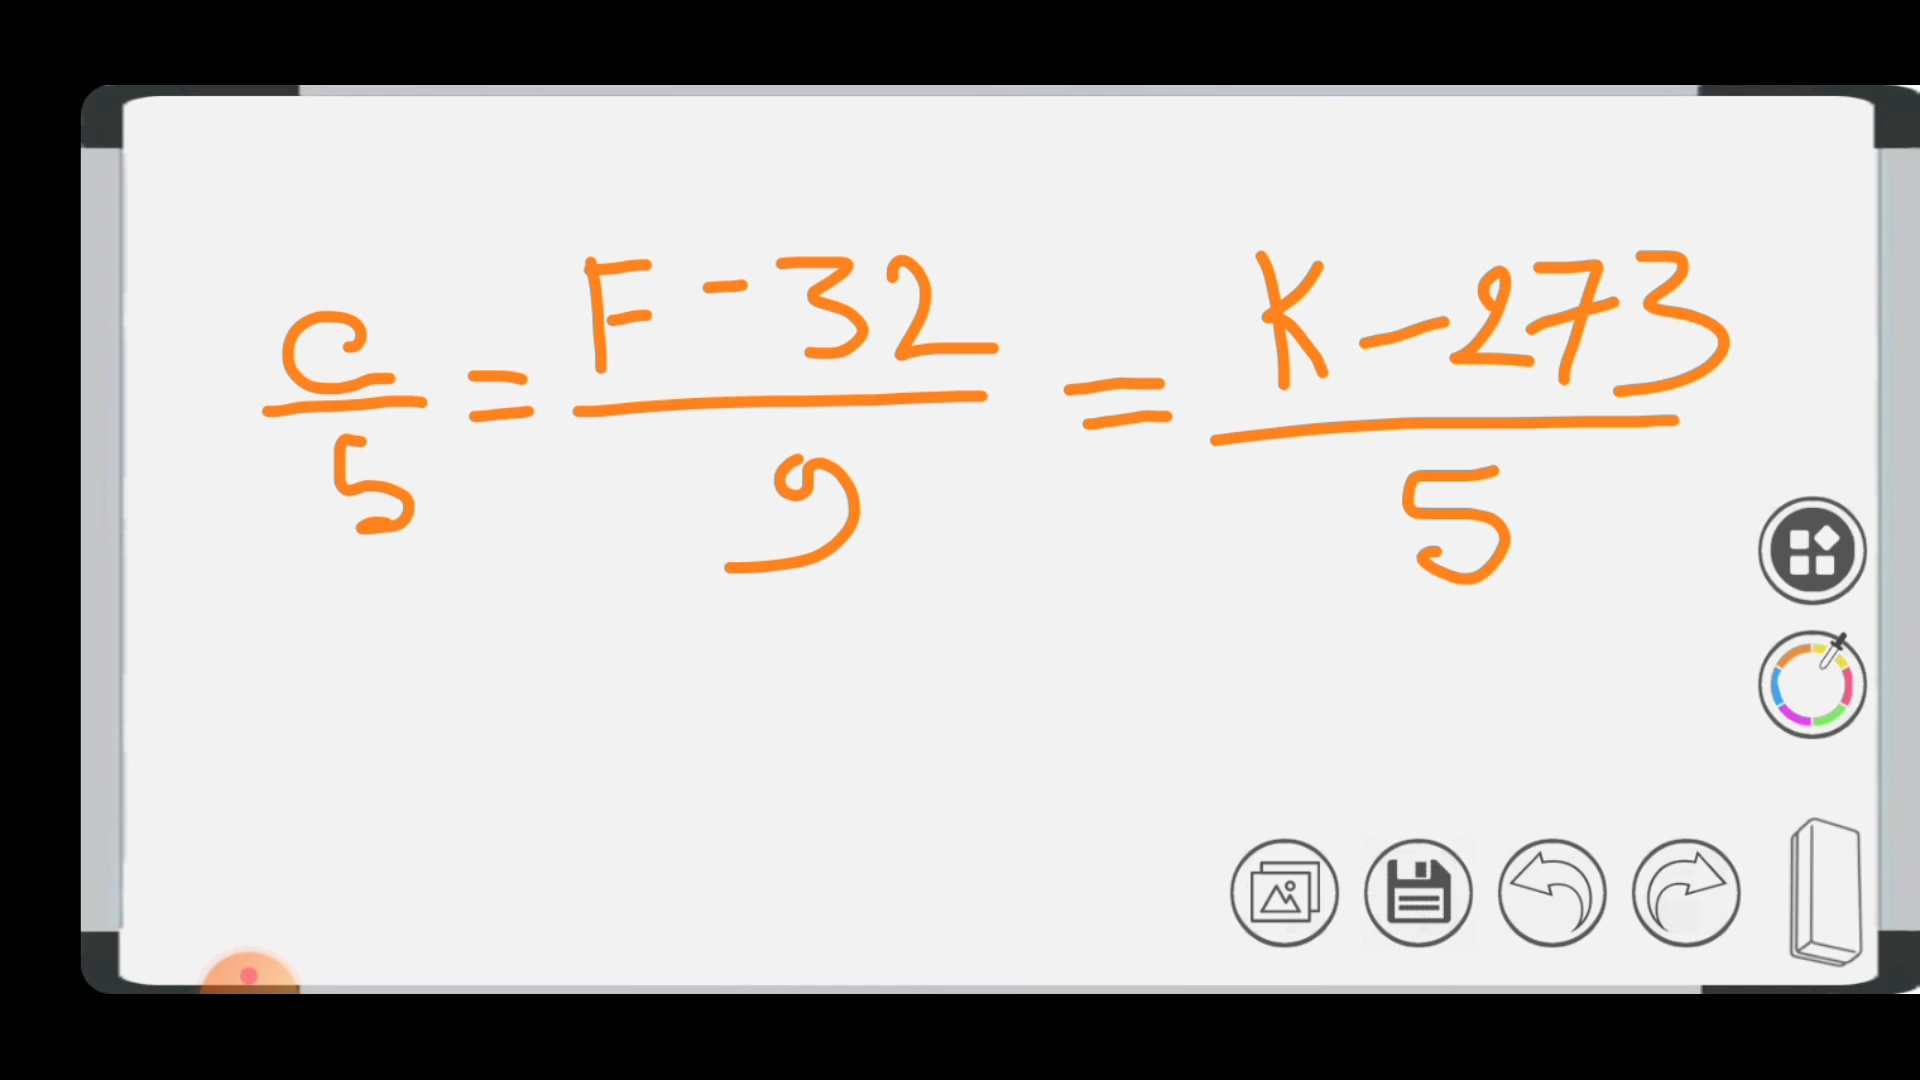 C/5 = F-32/9 = K-273/5